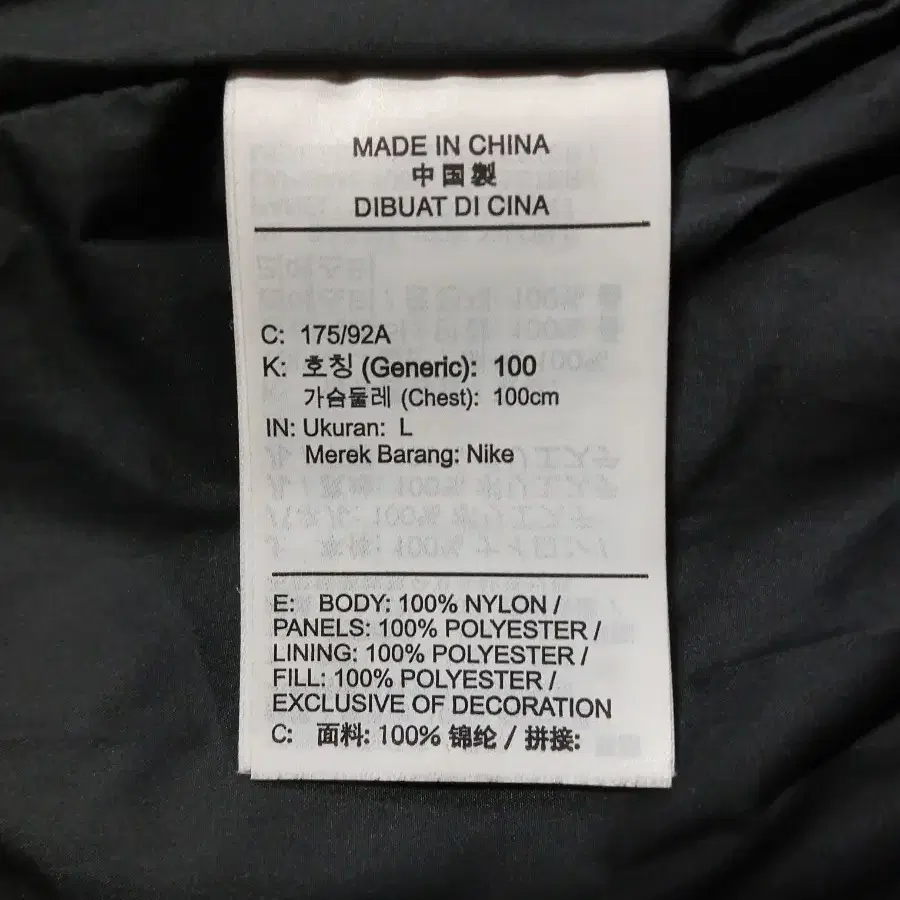 MADE IN CHINA
中国製
DIBUAT DI CINA
C: 175/92A
K: 호칭 (Generic): 100
가슴둘레 (Chest): 100cm
IN: Ukuran: L
Merek Barang: Nike
E: BODY: 100% NYLON /
PANELS: 100% POLYESTER /
LINING: 100% POLYESTER /
FILL: 100% POLYESTER /
EXCLUSIVE OF DECORATION
C: 面料: 100% 锦纶 / 拼接: